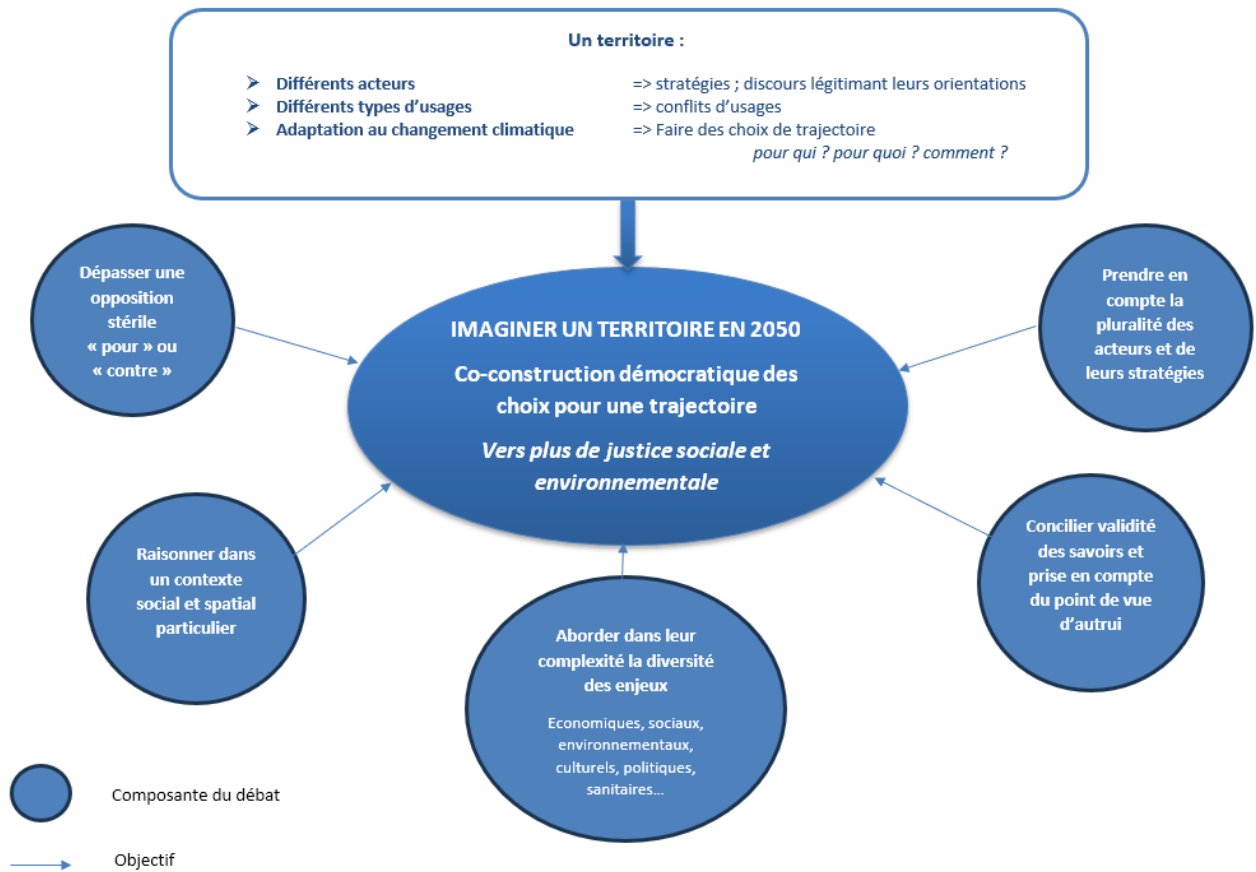 Un territoire :
➢ Différents acteurs => stratégies ; discours légitimant leurs orientations
➢ Différents types d'usages => conflits d'usages
➢ Adaptation au changement climatique => Faire des choix de trajectoire
pour qui ? pour quoi ? comment ?
Dépasser une
opposition
stérile
« pour » ou
« contre »
Prendre en
compte la
pluralité des
acteurs et de
leurs stratégies
IMAGINER UN TERRITOIRE EN 2050
Co-construction démocratique des
choix pour une trajectoire
Vers plus de justice sociale et
environnementale
Raisonner dans
un contexte
social et spatial
particulier
Concilier validité
des savoirs et
prise en compte
du point de vue
d'autrui
Aborder dans leur
complexité la diversité
des enjeux
Economiques, sociaux,
environnementaux,
culturels, politiques,
sanitaires...
Composante du débat
Objectif